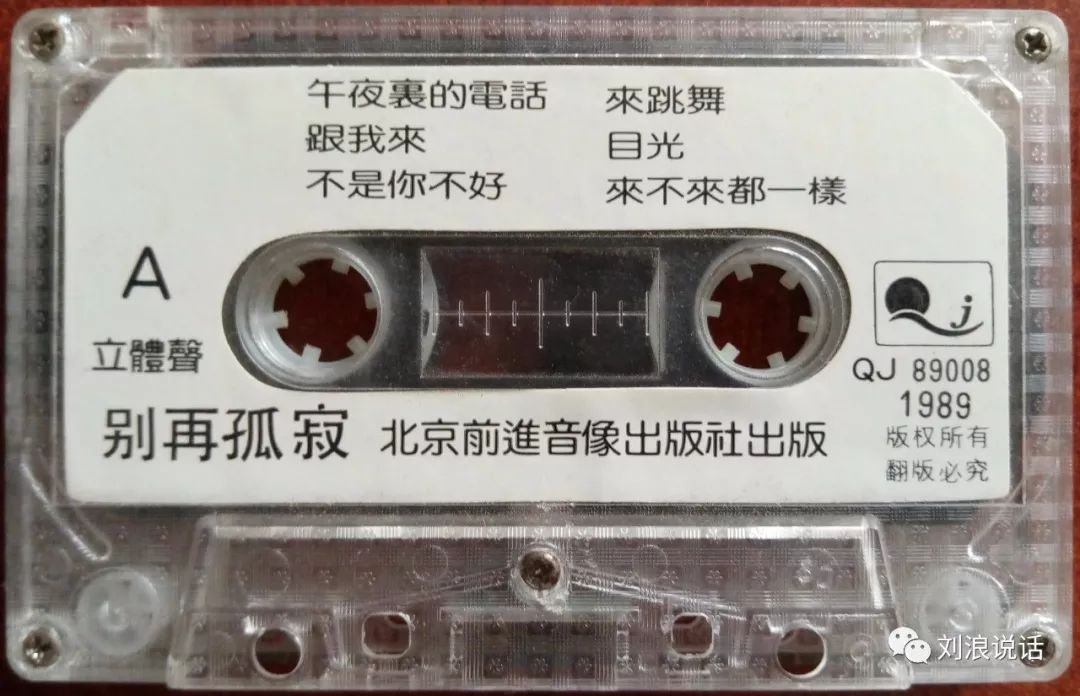 午夜裏的電話
跟我來
不是你不好
來跳舞
目光
來不來都一樣
A
立體聲
j
QJ 89008
1989
别再孤寂
北京前進音像出版社出版
版权所有
翻版必究
刘浪说话